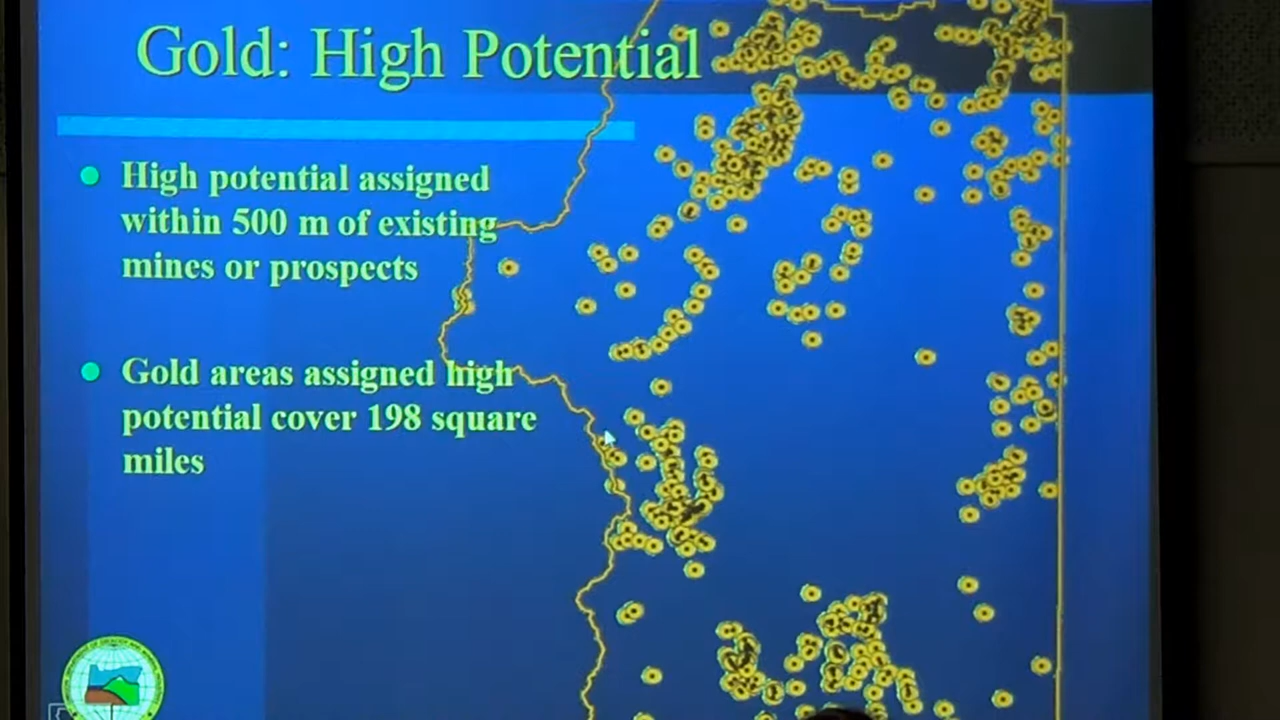 Gold: High Potential
High potential assigned
within 500 m of existing
mines or prospects
Gold areas assigned high
potential cover 198 square
miles